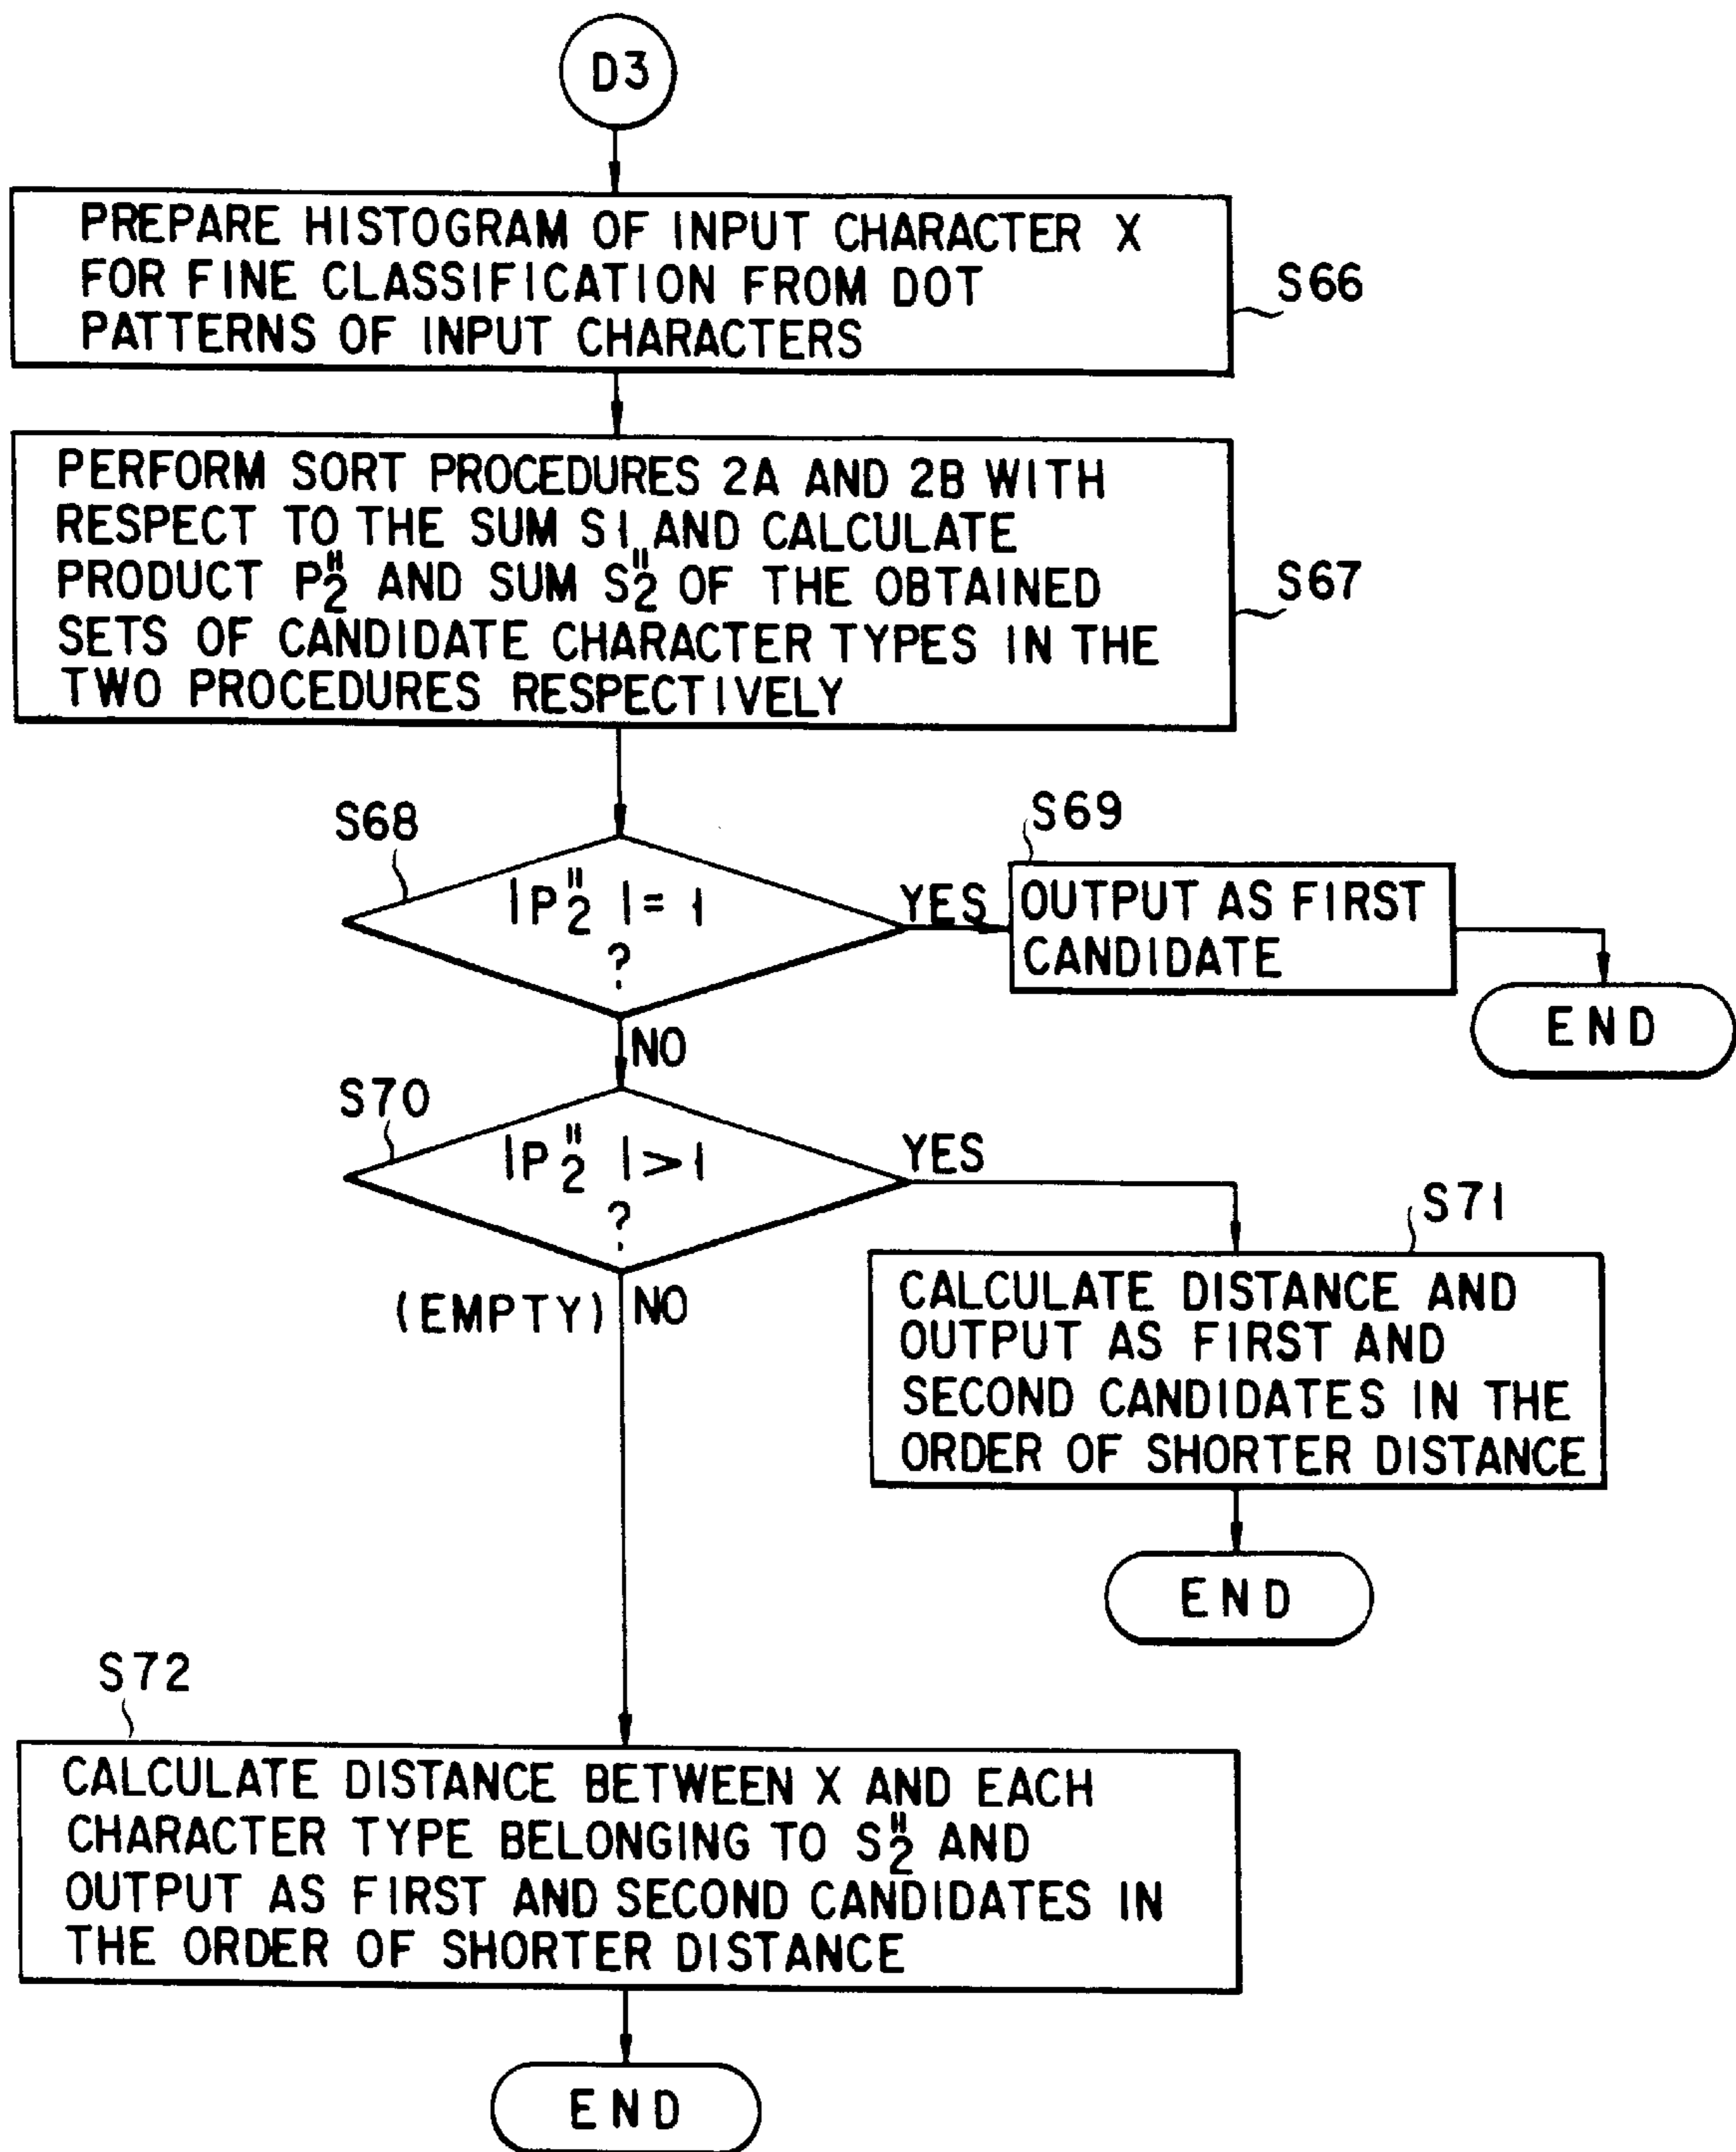 D3
PREPARE HISTOGRAM OF INPUT CHARACTER X
FOR FINE CLASSIFICATION FROM DOT
PATTERNS OF INPUT CHARACTERS
S66
PERFORM SORT PROCEDURES 2A AND 2B WITH
RESPECT TO THE SUM S1 AND CALCULATE
PRODUCT P"2 AND SUM S"2 OF THE OBTAINED
SETS OF CANDIDATE CHARACTER TYPES IN THE
TWO PROCEDURES RESPECTIVELY
S67
S68
|P"2 |= 1
?
YES
S69
OUTPUT AS FIRST
CANDIDATE
END
NO
S70
|P"2 |> 1
?
YES
S71
CALCULATE DISTANCE AND
OUTPUT AS FIRST AND
SECOND CANDIDATES IN THE
ORDER OF SHORTER DISTANCE
END
(EMPTY) NO
S72
CALCULATE DISTANCE BETWEEN X AND EACH
CHARACTER TYPE BELONGING TO S"2 AND
OUTPUT AS FIRST AND SECOND CANDIDATES IN
THE ORDER OF SHORTER DISTANCE
END